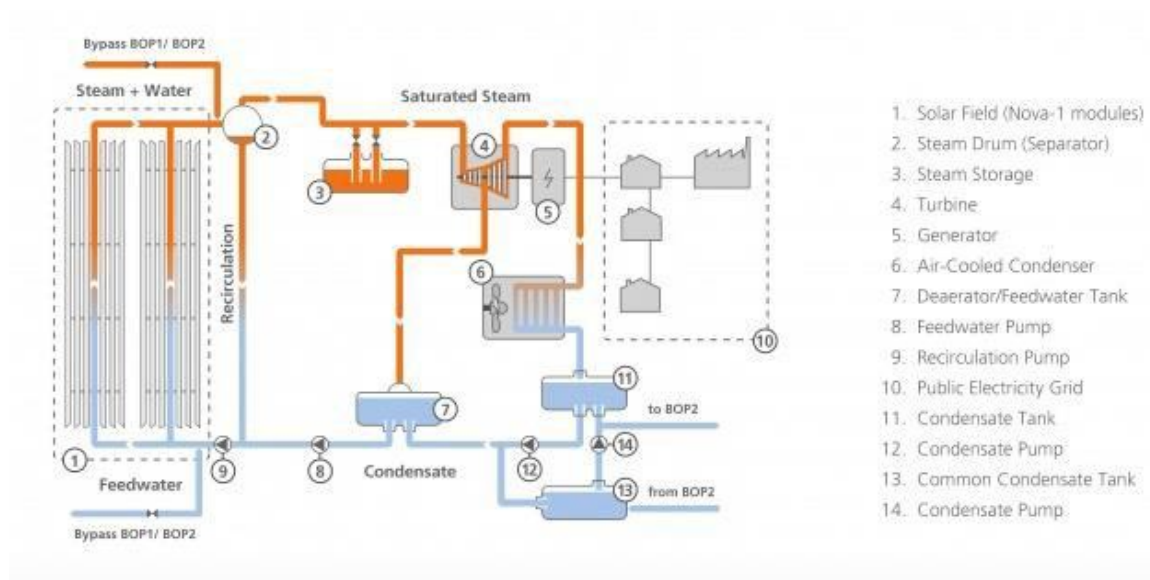 Bypass BOP1/ BOP2
Steam + Water
Saturated Steam
2
3
4
5
6
Recirculation
10
7
11
to BOP2
1
9
8
12
14
Feedwater
Condensate
13
from BOP2
Bypass BOP1/ BOP2
1. Solar Field (Nova-1 modules)
2. Steam Drum (Separator)
3. Steam Storage
4. Turbine
5. Generator
6. Air-Cooled Condenser
7. Deaerator/Feedwater Tank
8. Feedwater Pump
9. Recirculation Pump
10. Public Electricity Grid
11. Condensate Tank
12. Condensate Pump
13. Common Condensate Tank
14. Condensate Pump